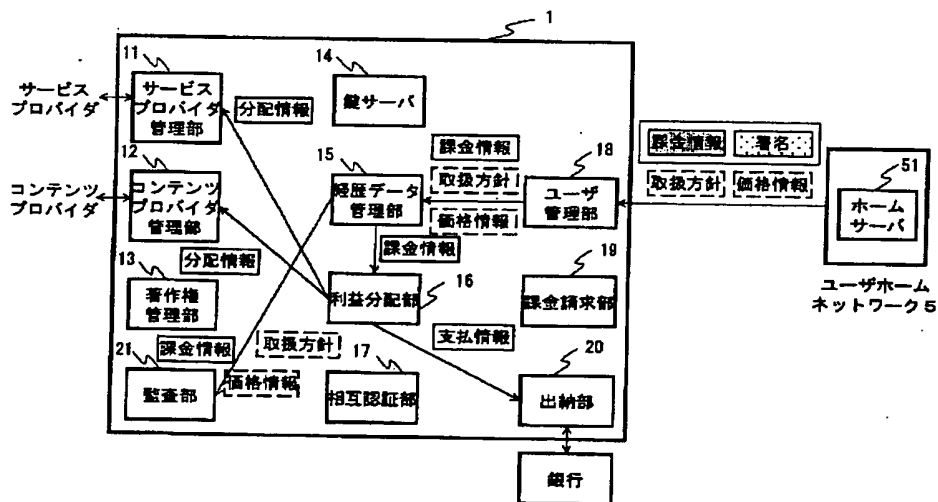 1
11
サービス
プロバイダ
サービス
プロバイダ
管理部
分配情報
14
鍵サーバ
12
コンテンツ
プロバイダ
コンテンツ
プロバイダ
管理部
分配情報
15
経歴データ
管理部
課金情報
取扱方針
価格情報
18
ユーザ
管理部
課金情報
署名
取扱方針
価格情報
51
ホーム
サーバ
ユーザホーム
ネットワーク5
課金情報
13
著作権
管理部
16
利益分配部
19
課金請求部
課金情報
取扱方針
価格情報
支払情報
21
監査部
17
相互認証部
20
出納部
銀行